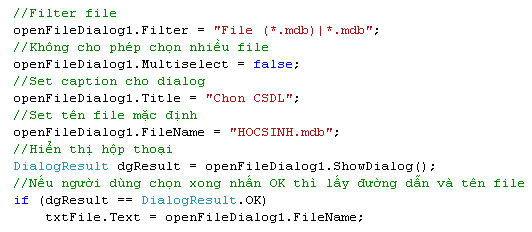 //Filter file
openFileDialog1.Filter = "File (*.mdb)|*.mdb";
//Không cho phép chọn nhiều file
openFileDialog1.Multiselect = false;
//Set caption cho dialog
openFileDialog1.Title = "Chon CSDL";
//Set tên file mặc định
openFileDialog1.FileName = "HOCSINH.mdb";
//Hiển thị hộp thoại
DialogResult dgResult = openFileDialog1.ShowDialog();
//Nếu người dùng chọn xong nhấn OK thì lấy đường dẫn và tên file
if (dgResult == DialogResult.OK)
    txtFile.Text = openFileDialog1.FileName;